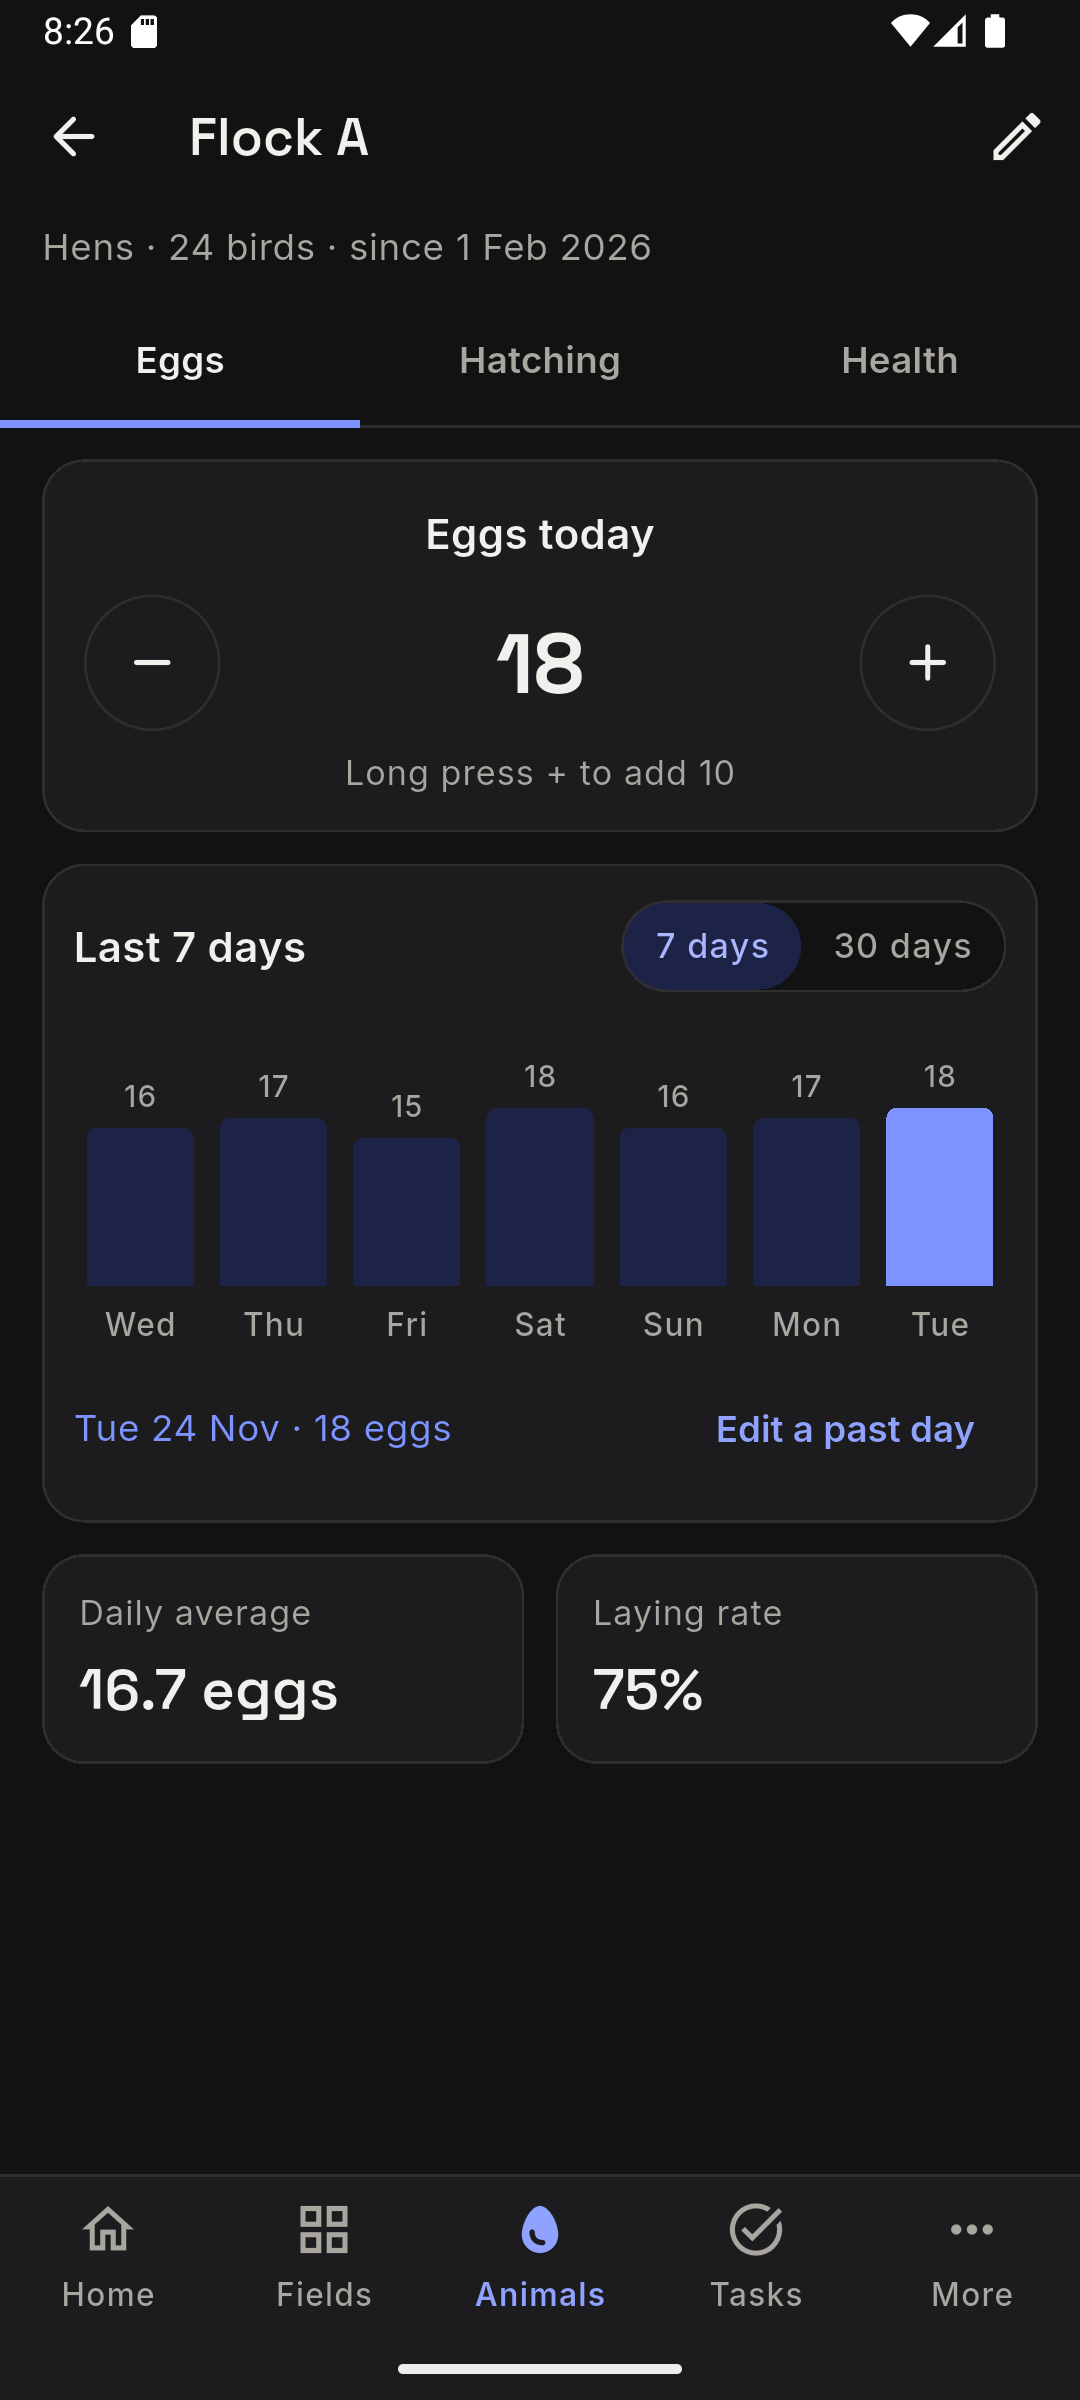 8:26
Flock A
Hens · 24 birds · since 1 Feb 2026
Eggs Hatching Health
Eggs today
18
Long press + to add 10
Last 7 days 7 days 30 days
16 17 15 18 16 17 18
Wed Thu Fri Sat Sun Mon Tue
Tue 24 Nov · 18 eggs Edit a past day
Daily average Laying rate
16.7 eggs 75%
Home Fields Animals Tasks More